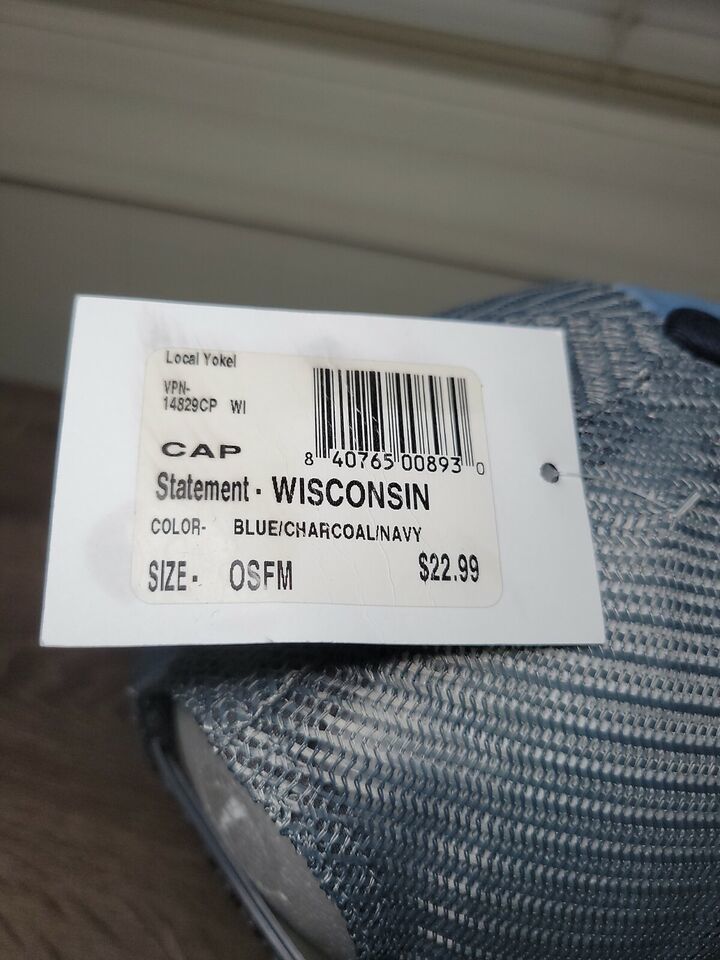 Local Yokel
VPN-
14829CP WI
8 40765 00893 0
CAP
Statement - WISCONSIN
COLOR- BLUE/CHARCOAL/NAVY
SIZE- OSFM $22.99